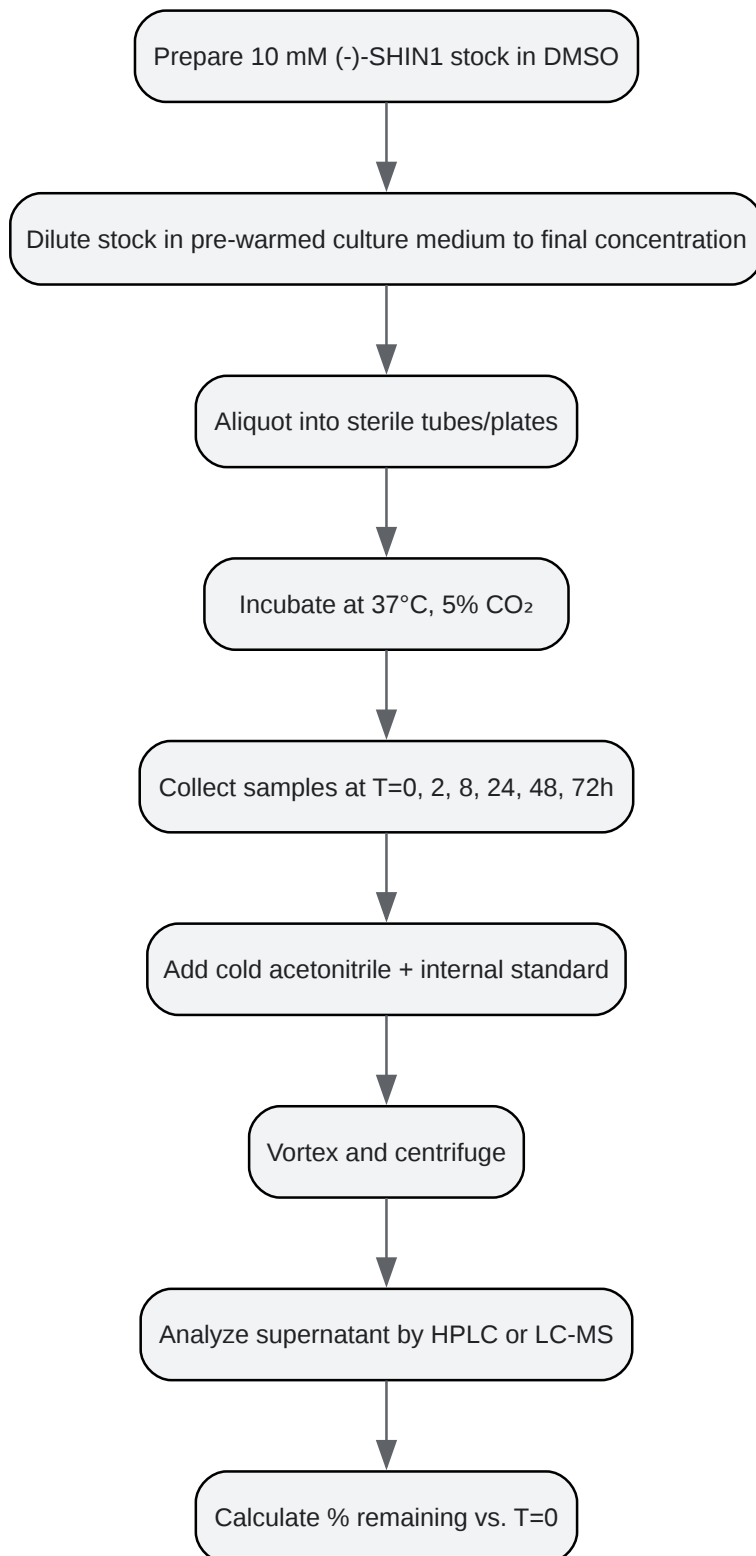 Prepare 10 mM (-)-SHIN1 stock in DMSO
Dilute stock in pre-warmed culture medium to final concentration
Aliquot into sterile tubes/plates
Incubate at 37°C, 5% CO₂
Collect samples at T=0, 2, 8, 24, 48, 72h
Add cold acetonitrile + internal standard
Vortex and centrifuge
Analyze supernatant by HPLC or LC-MS
Calculate % remaining vs. T=0